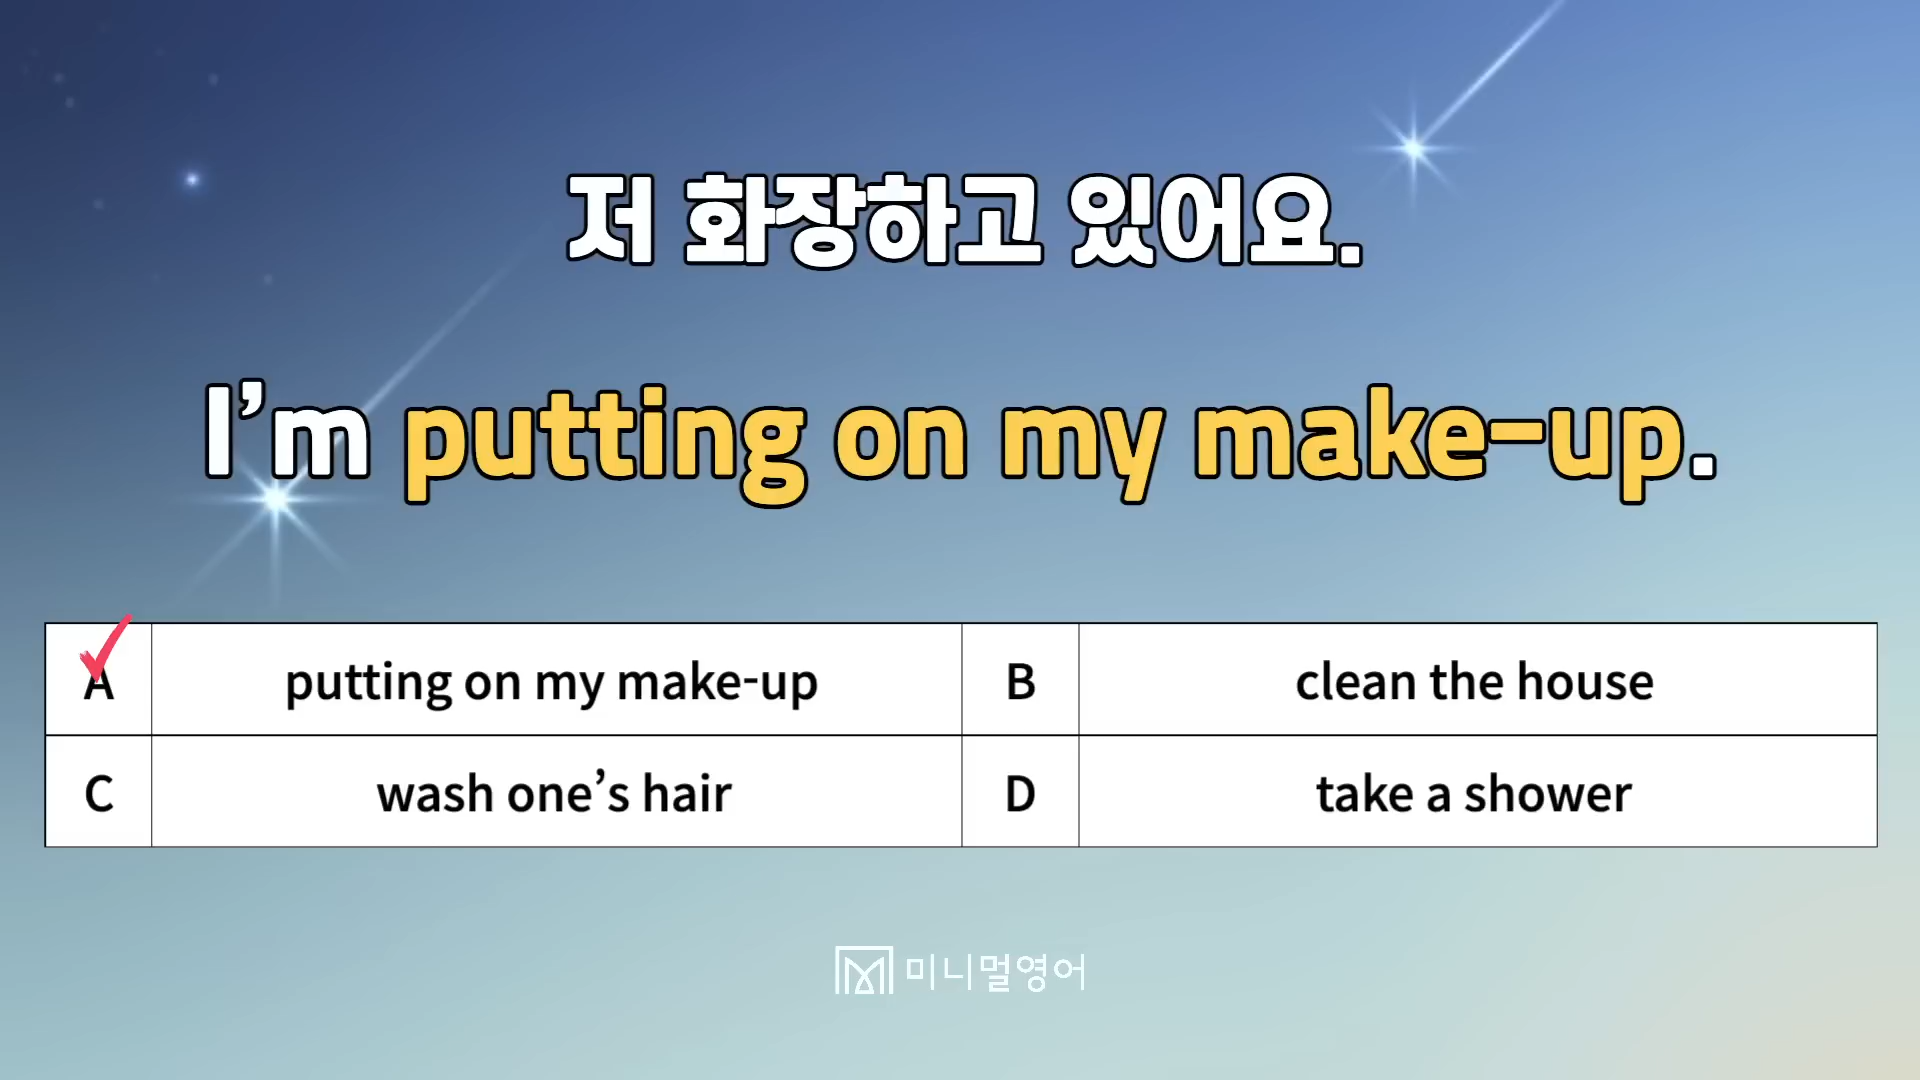 저 화장하고 있어요.
I’m putting on my make-up.
A putting on my make-up B clean the house
C wash one’s hair D take a shower
미니멀영어